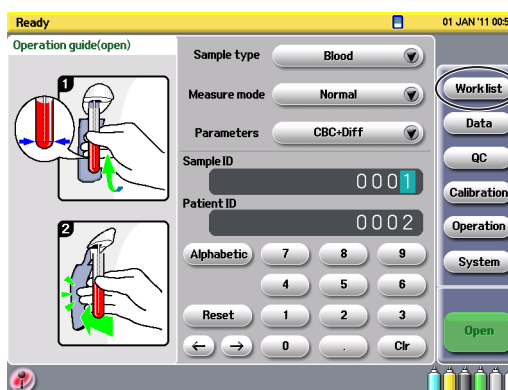 Ready
01 JAN '11 00:5
Operation guide(open)
1
2
Sample type
Blood
Measure mode
Normal
Parameters
CBC+Diff
Sample ID
0001
Patient ID
0002
Alphabetic 7 8 9
4 5 6
Reset 1 2 3
← → 0 . Clr
Work list
Data
QC
Calibration
Operation
System
Open